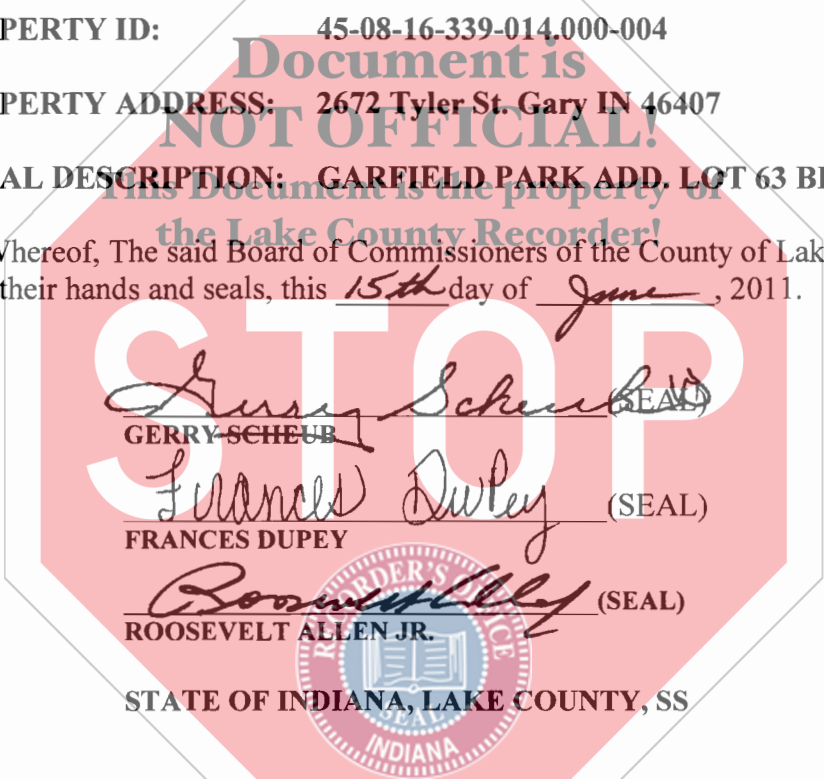 PERTY ID: 45-08-16-339-014.000-004
Document is
PERTY ADDRESS: 2672 Tyler St. Gary IN 46407
NOT OFFICIAL!
AL DESCRIPTION: GARFIELD PARK ADD. LOT 63 BI
This Document is the property of
the Lake County Recorder!
Whereof, The said Board of Commissioners of the County of Lak
their hands and seals, this 15th day of June, 2011.
STOP
Gerry Scheub (SEAL)
GERRY SCHEUB
Frances DuPey (SEAL)
FRANCES DUPEY
Roosevelt Allen (SEAL)
ROOSEVELT ALLEN JR.
RECORDER'S OFFICE
STATE OF INDIANA, LAKE COUNTY, SS
SEAL
INDIANA